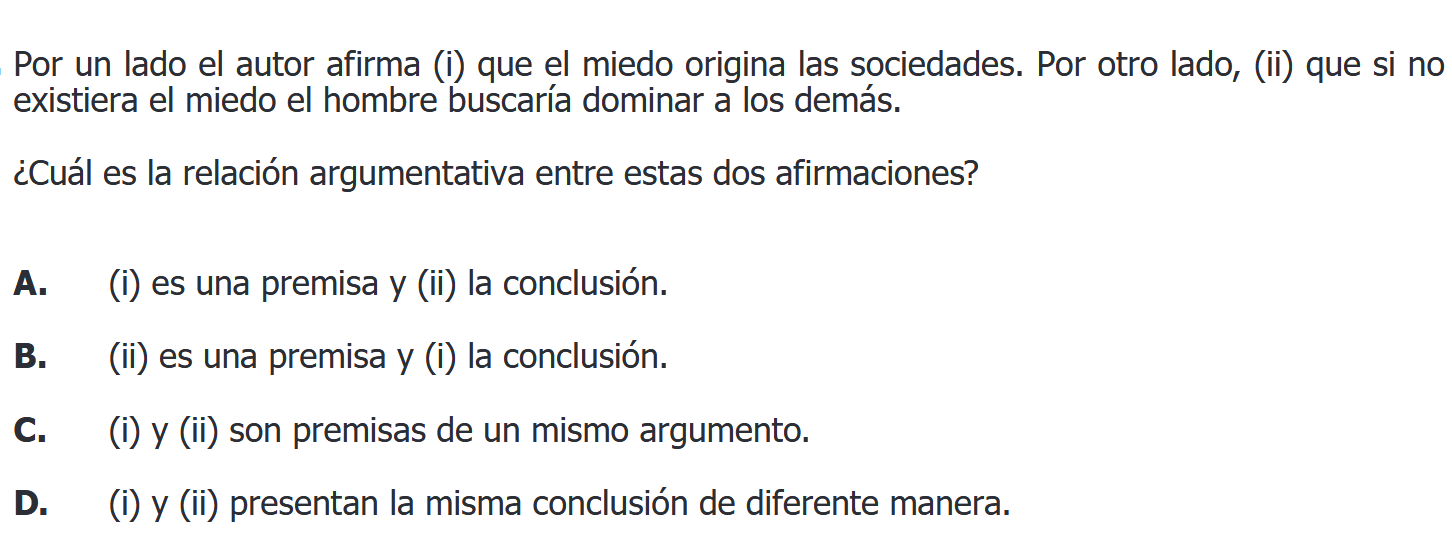 Por un lado el autor afirma (i) que el miedo origina las sociedades. Por otro lado, (ii) que si no
existiera el miedo el hombre buscaría dominar a los demás.
¿Cuál es la relación argumentativa entre estas dos afirmaciones?
A. (i) es una premisa y (ii) la conclusión.
B. (ii) es una premisa y (i) la conclusión.
C. (i) y (ii) son premisas de un mismo argumento.
D. (i) y (ii) presentan la misma conclusión de diferente manera.